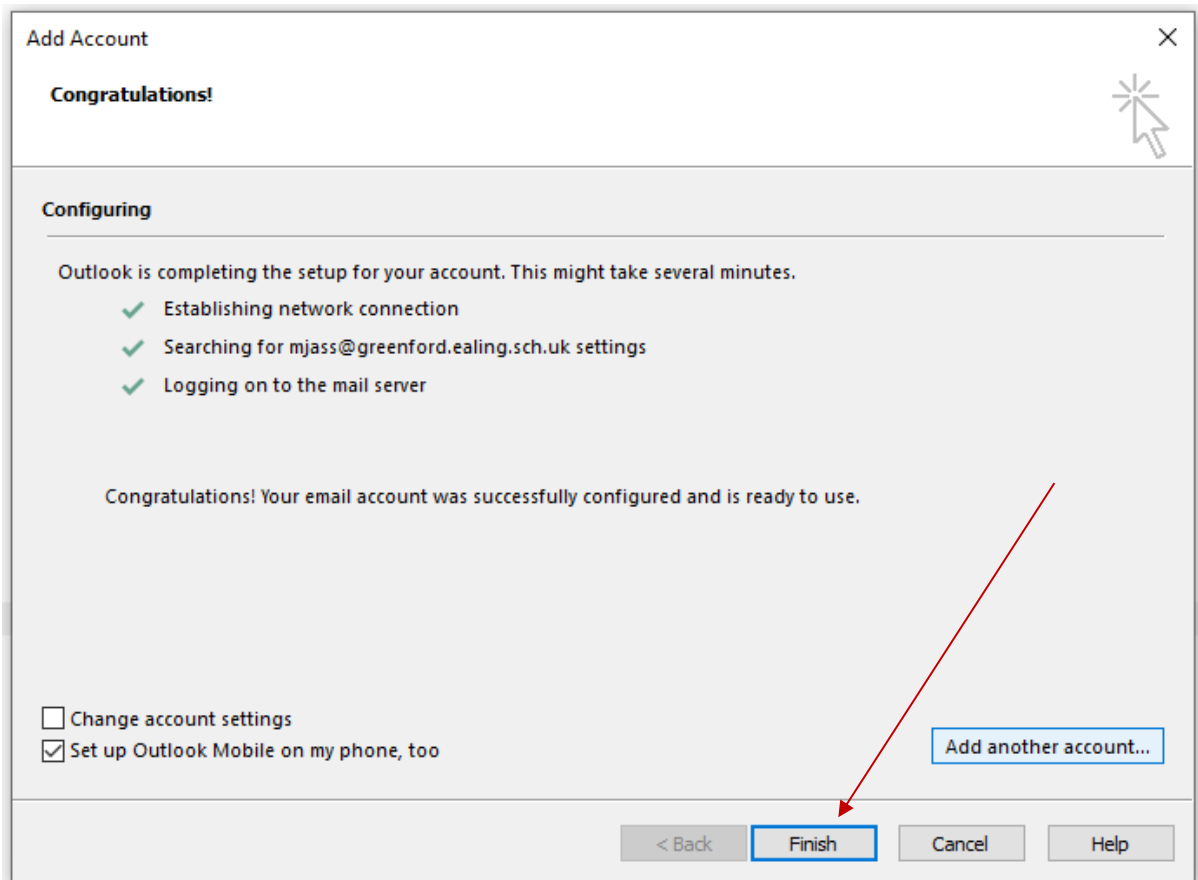 Add Account
Congratulations!
Configuring
Outlook is completing the setup for your account. This might take several minutes.
Establishing network connection
Searching for mjass@greenford.ealing.sch.uk settings
Logging on to the mail server
Congratulations! Your email account was successfully configured and is ready to use.
Change account settings
Set up Outlook Mobile on my phone, too
Add another account...
< Back Finish Cancel Help